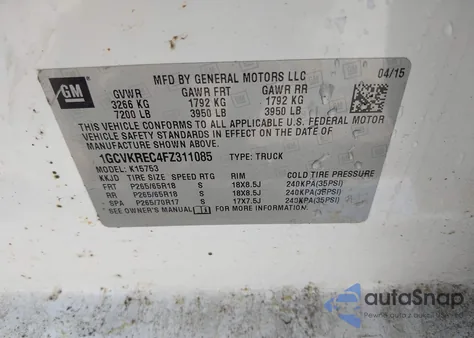 GM
MFD BY GENERAL MOTORS LLC
04/15
GVWR GAWR FRT GAWR RR
3266 KG 1792 KG 1792 KG
7200 LB 3950 LB 3950 LB
THIS VEHICLE CONFORMS TO ALL APPLICABLE U.S. FEDERAL MOTOR
VEHICLE SAFETY STANDARDS IN EFFECT ON THE DATE OF
MANUFACTURE SHOWN ABOVE.
1GCVKREC4FZ311085 TYPE: TRUCK
MODEL: K15753
KKJD TIRE SIZE SPEED RTG RIM COLD TIRE PRESSURE
FRT P265/65R18 S 18X8.5J 240KPA(35PSI)
RR P265/65R18 S 18X8.5J 240KPA(35PSI)
SPA P265/70R17 S 17X7.5J 240KPA(35PSI)
SEE OWNER'S MANUAL FOR MORE INFORMATION.
autoSnap